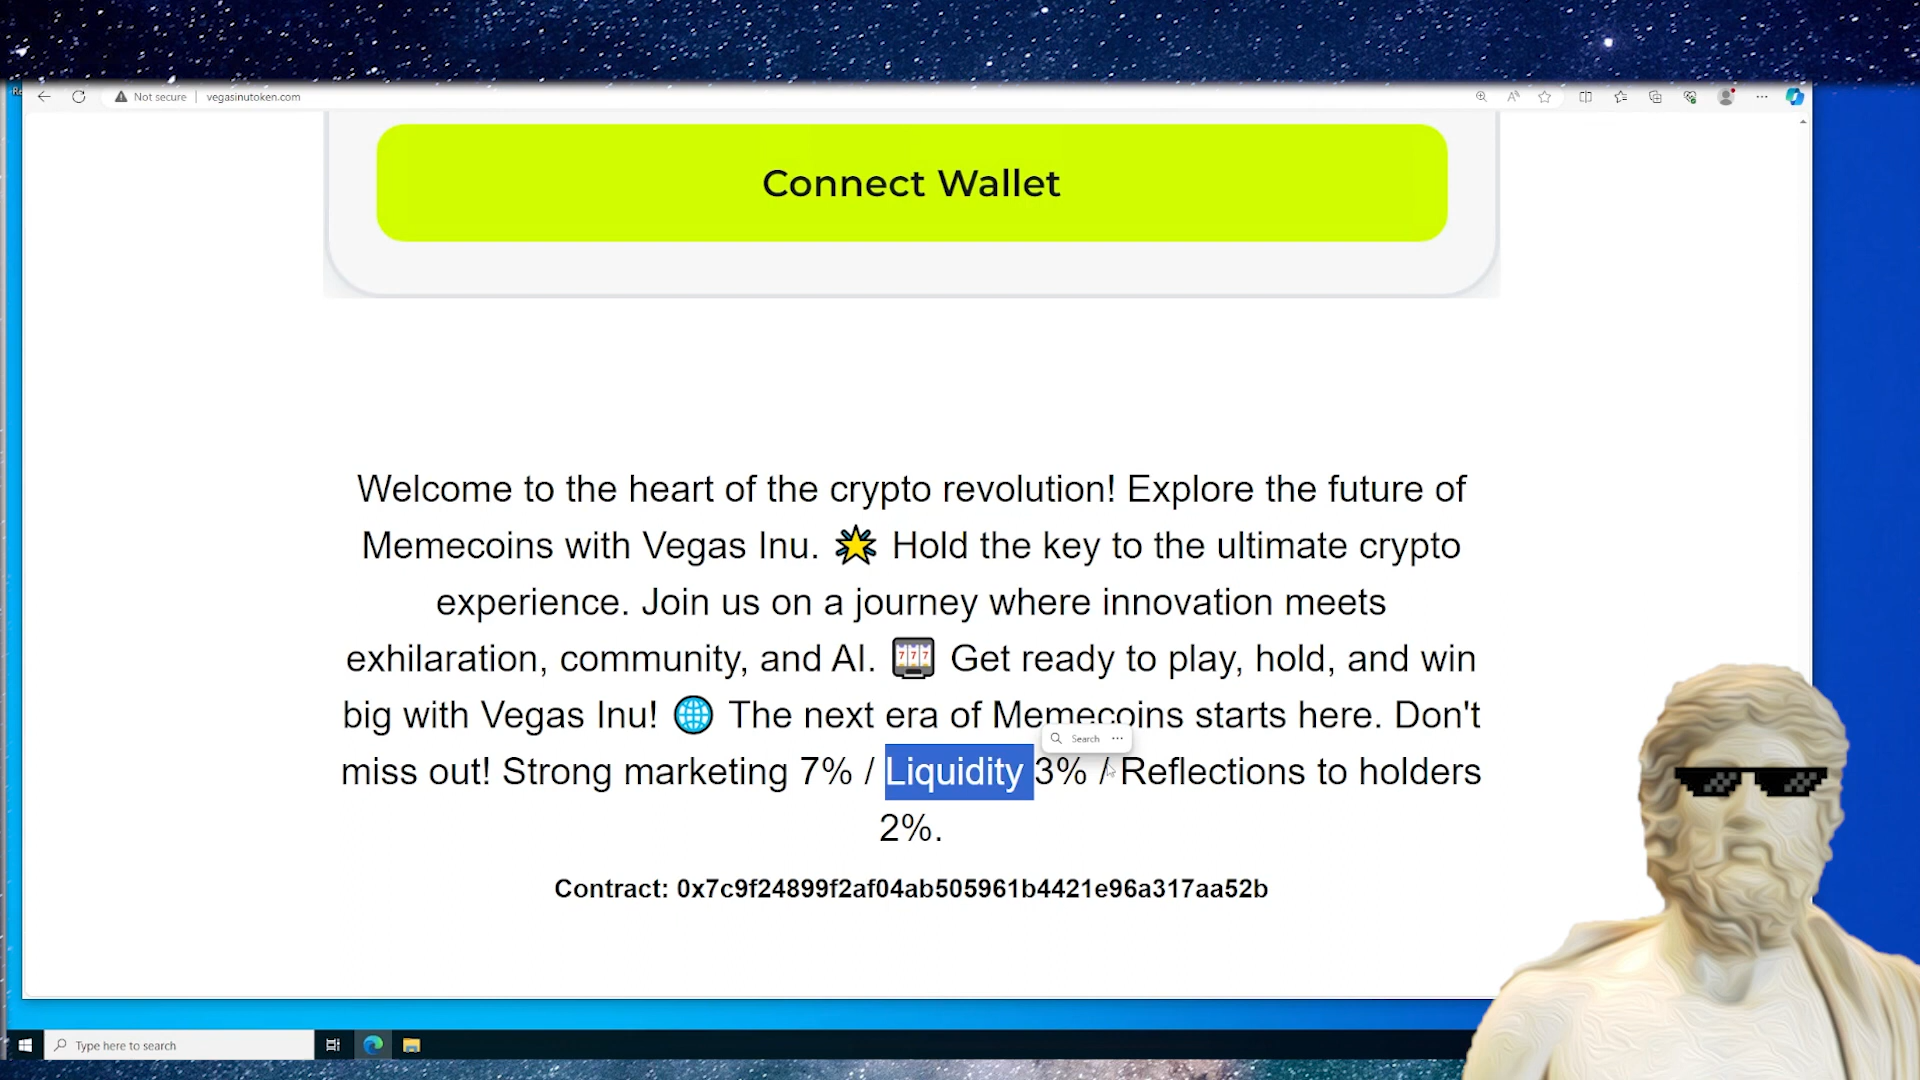 Not secure | vegasinutoken.com
Connect Wallet
Welcome to the heart of the crypto revolution! Explore the future of
Memecoins with Vegas Inu. 🌟 Hold the key to the ultimate crypto
experience. Join us on a journey where innovation meets
exhilaration, community, and AI. 🎰 Get ready to play, hold, and win
big with Vegas Inu! 🌐 The next era of Memecoins starts here. Don't
Search ...
miss out! Strong marketing 7% / Liquidity 3% / Reflections to holders
2%.
Contract: 0x7c9f24899f2af04ab505961b4421e96a317aa52b
Type here to search